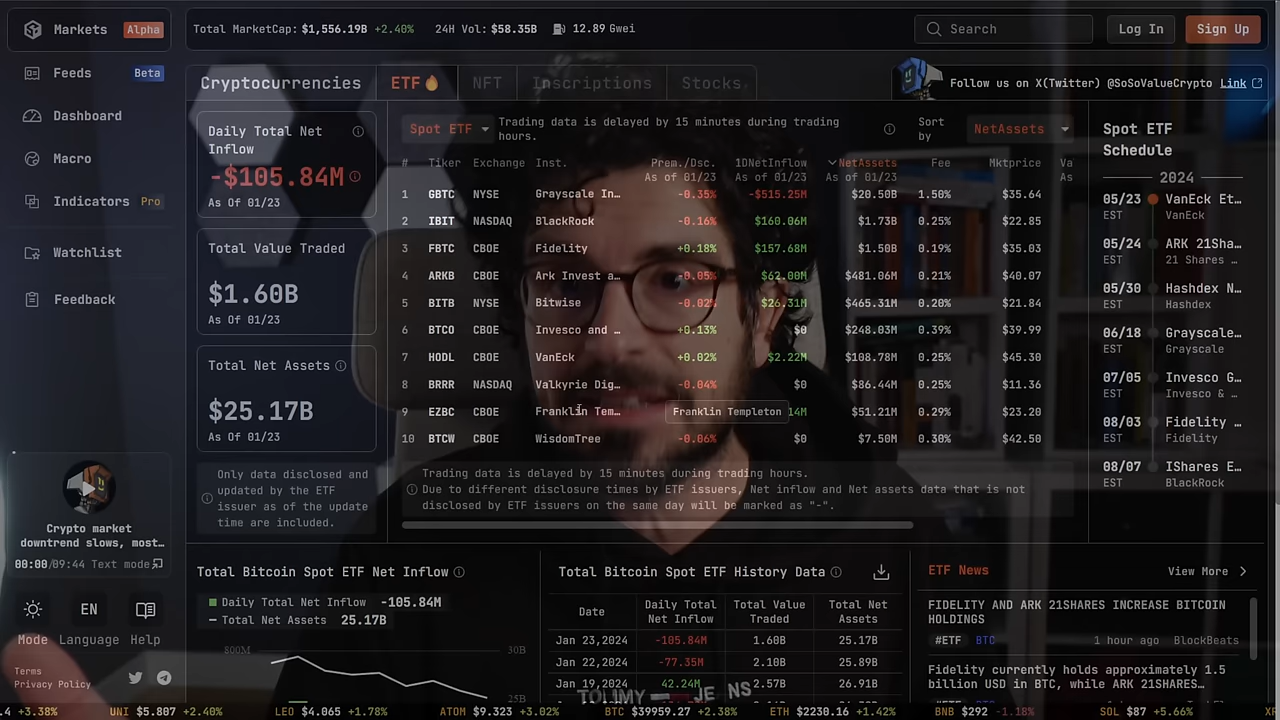 Markets Alpha
Total MarketCap: $1,556.19B +2.40% 24H Vol: $58.35B 12.89 Gwei
Search
Log In
Sign Up
Feeds Beta
Dashboard
Macro
Indicators Pro
Watchlist
Feedback
Cryptocurrencies
ETF
NFT
Inscriptions
Stocks
Follow us on X(Twitter) @SoSoValueCrypto Link
Daily Total Net
Inflow
-$105.84M
As Of 01/23
Total Value Traded
$1.60B
As Of 01/23
Total Net Assets
$25.17B
As Of 01/23
Only data disclosed and
updated by the ETF
issuer as of the update
time are included.
Spot ETF
Trading data is delayed by 15 minutes during trading
hours.
Sort
by
NetAssets
# Tiker Exchange Inst. Prem./Dsc. 1DNetInflow NetAssets Fee Mktprice Va
As of 01/23 As of 01/23 As of 01/23 As
1 GBTC NYSE Grayscale In… -0.35% -$515.25M $20.50B 1.50% $35.64
2 IBIT NASDAQ BlackRock -0.16% $160.06M $1.73B 0.25% $22.85
3 FBTC CBOE Fidelity +0.18% $157.68M $1.50B 0.19% $35.03
4 ARKB CBOE Ark Invest a… -0.05% $62.00M $481.06M 0.21% $40.07
5 BITB NYSE Bitwise -0.02% $26.31M $465.31M 0.20% $21.84
6 BTCO CBOE Invesco and … +0.13% $0 $248.03M 0.39% $39.99
7 HODL CBOE VanEck +0.02% $2.22M $108.78M 0.25% $45.30
8 BRRR NASDAQ Valkyrie Dig… -0.04% $0 $86.44M 0.25% $11.36
9 EZBC CBOE Franklin Tem… Franklin Templeton 14M $51.21M 0.29% $23.20
10 BTCW CBOE WisdomTree -0.06% $0 $7.50M 0.30% $42.50
Trading data is delayed by 15 minutes during trading hours.
Due to different disclosure times by ETF issuers, Net inflow and Net assets data that is not
disclosed by ETF issuers on the same day will be marked as "-".
Spot ETF
Schedule
2024
05/23 VanEck Et…
EST VanEck
05/24 ARK 21Sha…
EST 21 Shares …
05/30 Hashdex N…
EST Hashdex
06/18 Grayscale…
EST Grayscale
07/05 Invesco G…
EST Invesco & …
08/03 Fidelity …
EST Fidelity
08/07 IShares E…
EST BlackRock
Crypto market
downtrend slows, most…
00:00/09:44 Text mode
EN
Mode Language Help
Terms
Privacy Policy
Total Bitcoin Spot ETF Net Inflow
Daily Total Net Inflow -105.84M
Total Net Assets 25.17B
800M 30B
25B
Total Bitcoin Spot ETF History Data
Date Daily Total Net Inflow Total Value Traded Total Net Assets
Jan 23,2024 -105.84M 1.60B 25.17B
Jan 22,2024 -77.35M 2.10B 25.89B
Jan 19,2024 42.24M 2.57B 26.91B
ETF News
View More
FIDELITY AND ARK 21SHARES INCREASE BITCOIN
HOLDINGS
#ETF BTC 1 hour ago BlockBeats
Fidelity currently holds approximately 1.5
billion USD in BTC, while ARK 21SHARES…
.4 +3.38% UNI $5.807 +2.40% LEO $4.065 +1.78% ATOM $9.323 +3.02% BTC $39959.27 +2.38% ETH $2230.16 +1.42% BNB $292 -1.18% SOL $87 +5.66%